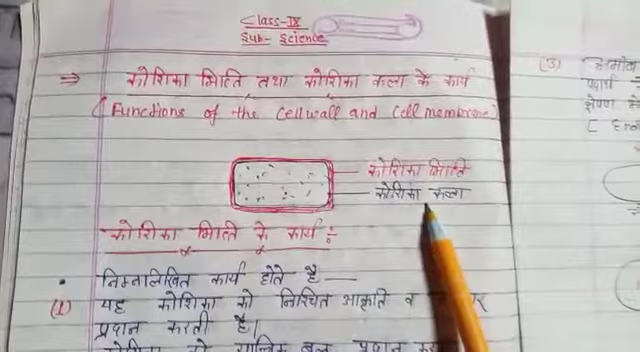 Class-IX
Sub- Science
⇒ कोशिका भित्ति तथा कोशिका कला के कार्य
(Functions of the Cell wall and Cell membrane)
कोशिका भित्ति
कोशिका कला
कोशिका भित्ति के कार्य ÷
• निम्नलिखित कार्य होते है —
(1) यह कोशिका को निश्चित आकृति व
प्रदान करती है।
(3)